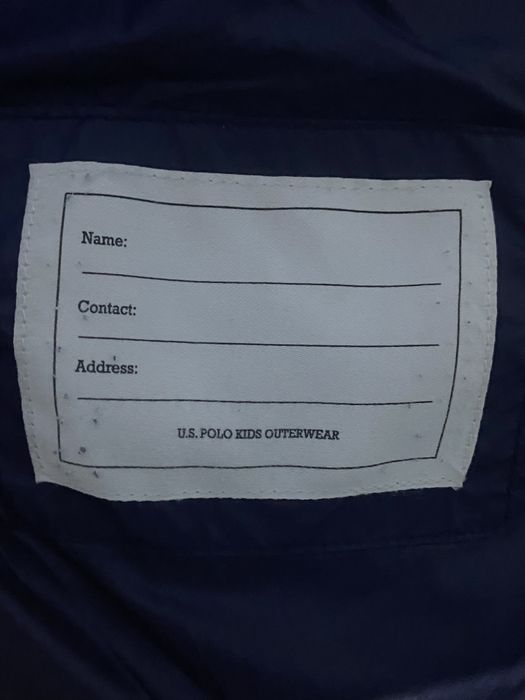 Name:
Contact:
Address:
U.S. POLO KIDS OUTERWEAR